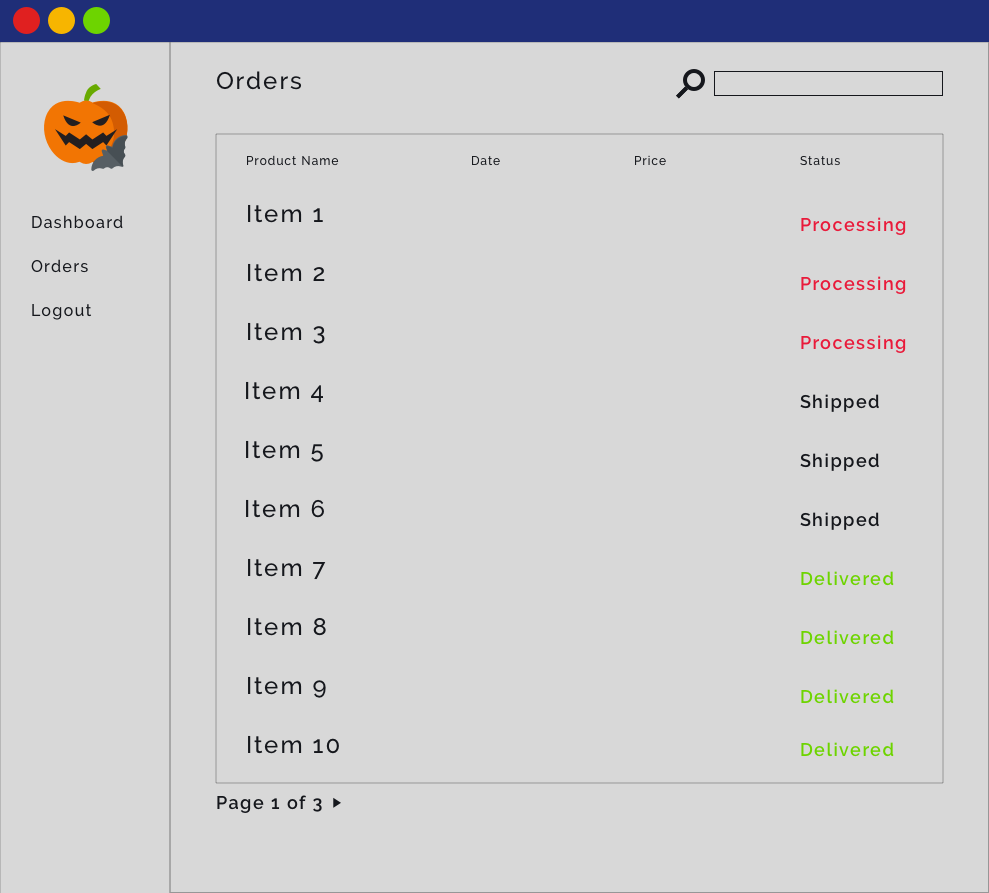 Orders
Dashboard
Orders
Logout
Product Name Date Price Status
Item 1 Processing
Item 2 Processing
Item 3 Processing
Item 4 Shipped
Item 5 Shipped
Item 6 Shipped
Item 7 Delivered
Item 8 Delivered
Item 9 Delivered
Item 10 Delivered
Page 1 of 3